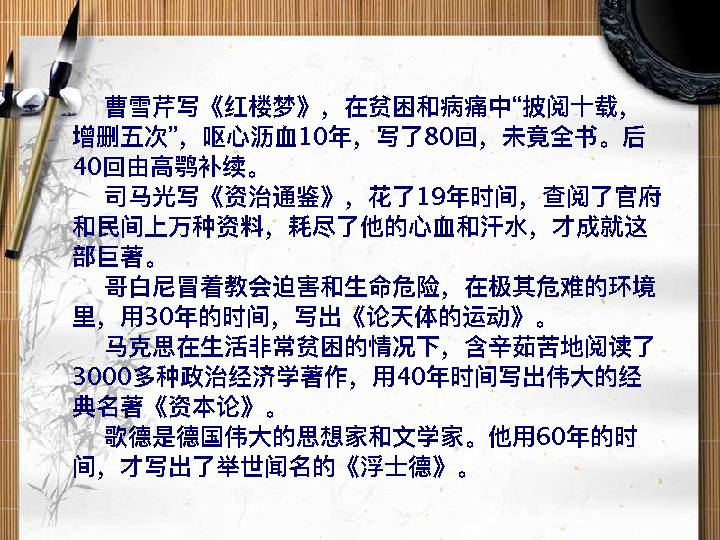 曹雪芹写《红楼梦》，在贫困和病痛中“披阅十载，
增删五次”，呕心沥血10年，写了80回，未竟全书。后
40回由高鹗补续。
司马光写《资治通鉴》，花了19年时间，查阅了官府
和民间上万种资料，耗尽了他的心血和汗水，才成就这
部巨著。
哥白尼冒着教会迫害和生命危险，在极其危难的环境
里，用30年的时间，写出《论天体的运动》。
马克思在生活非常贫困的情况下，含辛茹苦地阅读了
3000多种政治经济学著作，用40年时间写出伟大的经
典名著《资本论》。
歌德是德国伟大的思想家和文学家。他用60年的时
间，才写出了举世闻名的《浮士德》。